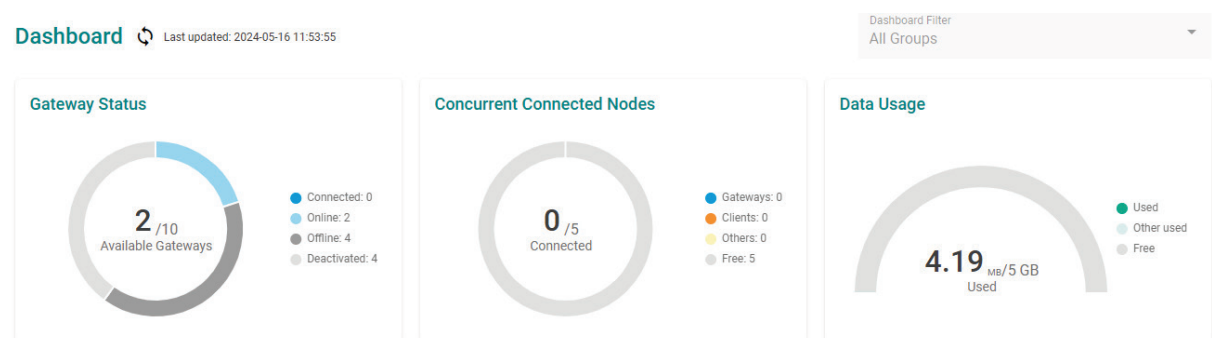 Dashboard Last updated: 2024-05-16 11:53:55
Dashboard Filter
All Groups
Gateway Status
2 /10
Available Gateways
Connected: 0
Online: 2
Offline: 4
Deactivated: 4
Concurrent Connected Nodes
0 /5
Connected
Gateways: 0
Clients: 0
Others: 0
Free: 5
Data Usage
4.19 MB/5 GB
Used
Used
Other used
Free